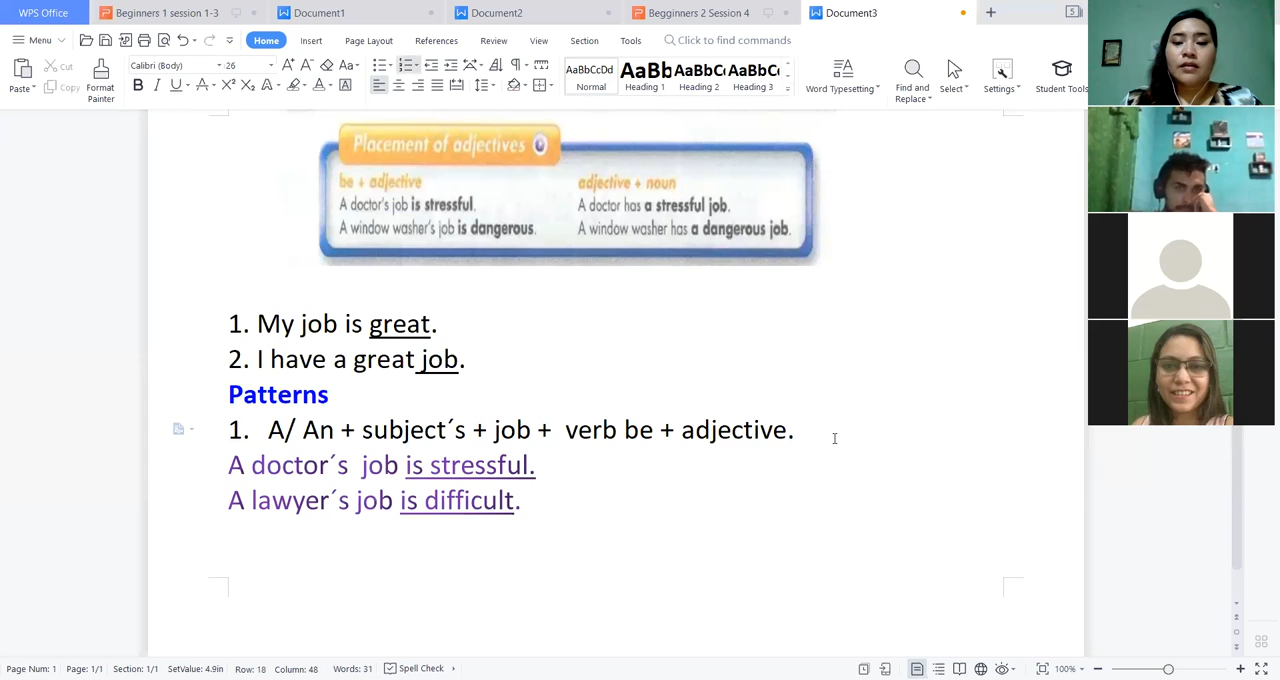 WPS Office
Beginners 1 session 1-3
Document1
Document2
Begginers 2 Session 4
Document3
Menu
Home
Insert
Page Layout
References
Review
View
Section
Tools
Click to find commands
Paste
Cut
Copy
Format Painter
Calibri (Body)
26
AaBbCcDd
Normal
AaBb
Heading 1
AaBbC
Heading 2
AaBbC
Heading 3
Word Typesetting
Find and Replace
Select
Settings
Student Tools
Placement of adjectives
be + adjective
A doctor's job is stressful.
A window washer's job is dangerous.
adjective + noun
A doctor has a stressful job.
A window washer has a dangerous job.
1. My job is great.
2. I have a great job.
Patterns
1. A/ An + subject´s + job + verb be + adjective.
A doctor´s job is stressful.
A lawyer´s job is difficult.
Page Num: 1 Page: 1/1 Section: 1/1 SetValue: 4.9in Row: 18 Column: 48 Words: 31 Spell Check 100%